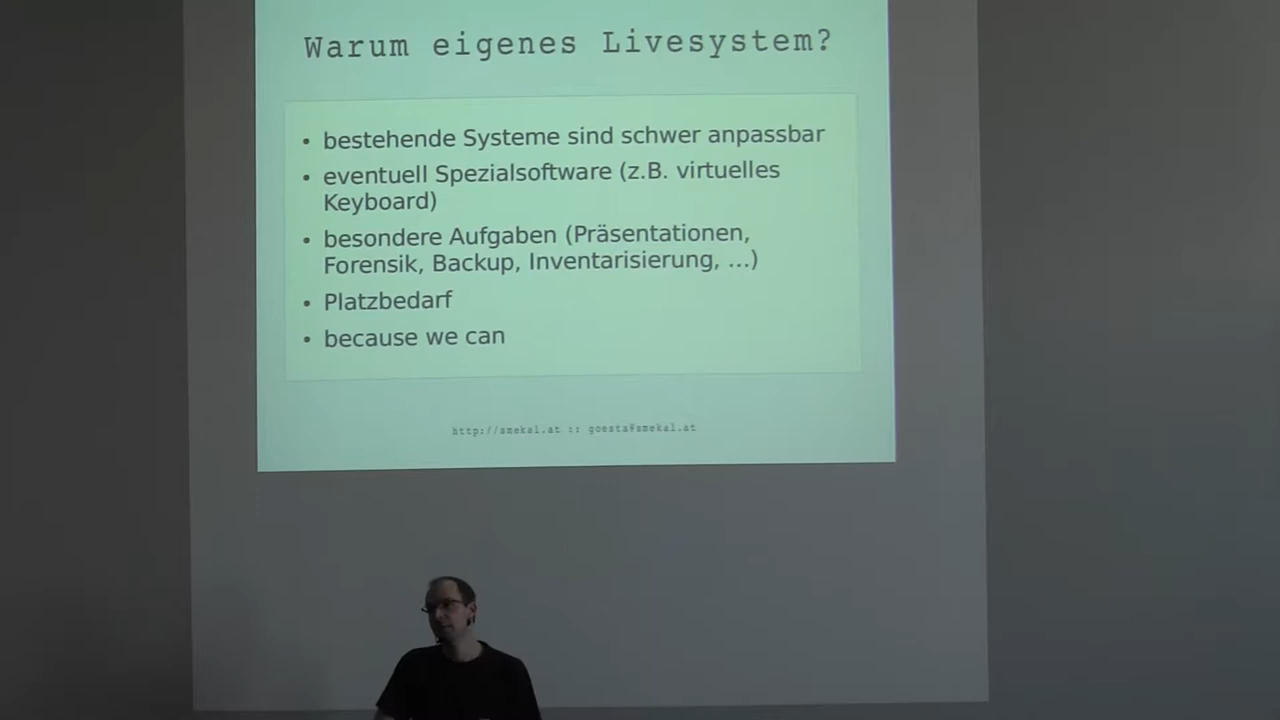 Warum eigenes Livesystem?
• bestehende Systeme sind schwer anpassbar
• eventuell Spezialsoftware (z.B. virtuelles
Keyboard)
• besondere Aufgaben (Präsentationen,
Forensik, Backup, Inventarisierung, ...)
• Platzbedarf
• because we can
http://smekal.at :: goesta@smekal.at